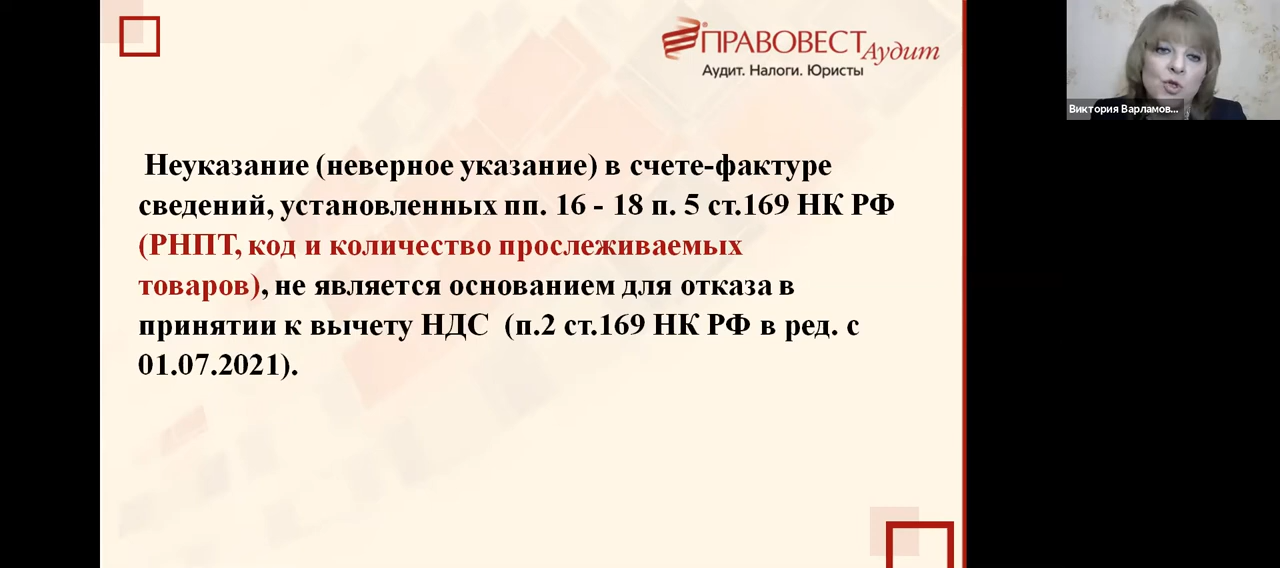 ПРАВОВЕСТ Аудит
Аудит. Налоги. Юристы
Виктория Варламов...
Неуказание (неверное указание) в счете-фактуре
сведений, установленных пп. 16 - 18 п. 5 ст.169 НК РФ
(РНПТ, код и количество прослеживаемых
товаров), не является основанием для отказа в
принятии к вычету НДС (п.2 ст.169 НК РФ в ред. с
01.07.2021).